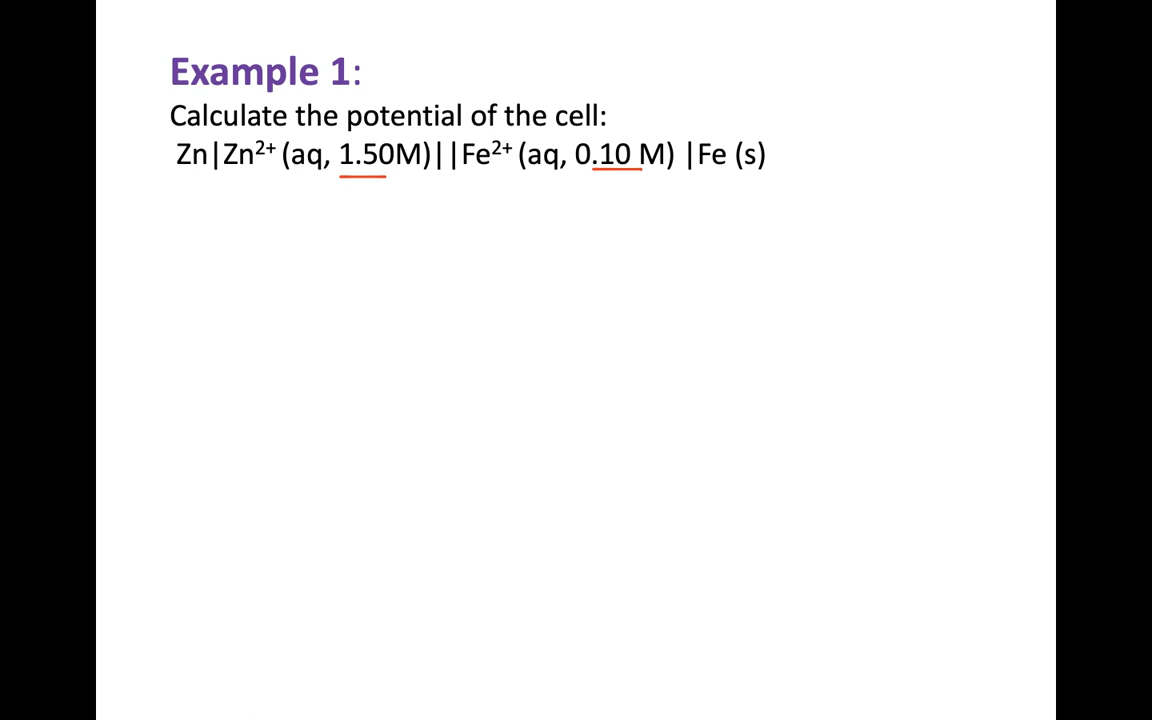 Example 1:
Calculate the potential of the cell:
Zn|Zn²⁺ (aq, 1.50M)||Fe²⁺ (aq, 0.10 M) |Fe (s)